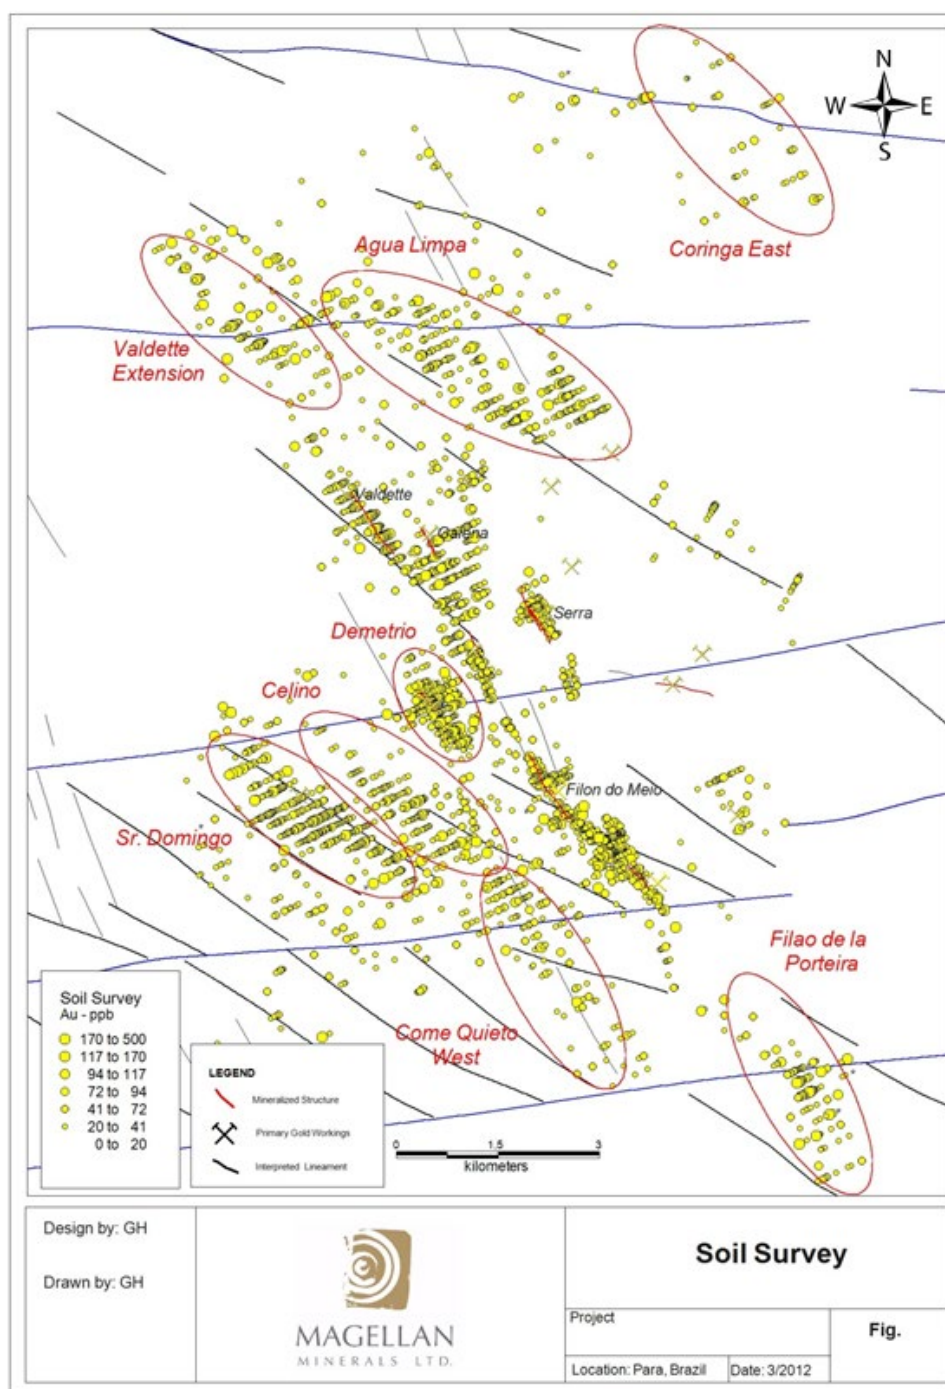 N
W E
S
Agua Limpa
Coringa East
Valdette
Extension
Valdette
Galena
Serra
Demetrio
Celino
Filon do Meio
Sr. Domingo
Filao de la
Porteira
Come Quieto
West
Soil Survey
Au - ppb
170 to 500
117 to 170
94 to 117
72 to 94
41 to 72
20 to 41
0 to 20
LEGEND
Mineralized Structure
Primary Gold Workings
Interpreted Lineament
0 1.5 3
kilometers
Design by: GH
Drawn by: GH
MAGELLAN
MINERALS LTD.
Soil Survey
Project
Fig.
Location: Para, Brazil
Date: 3/2012